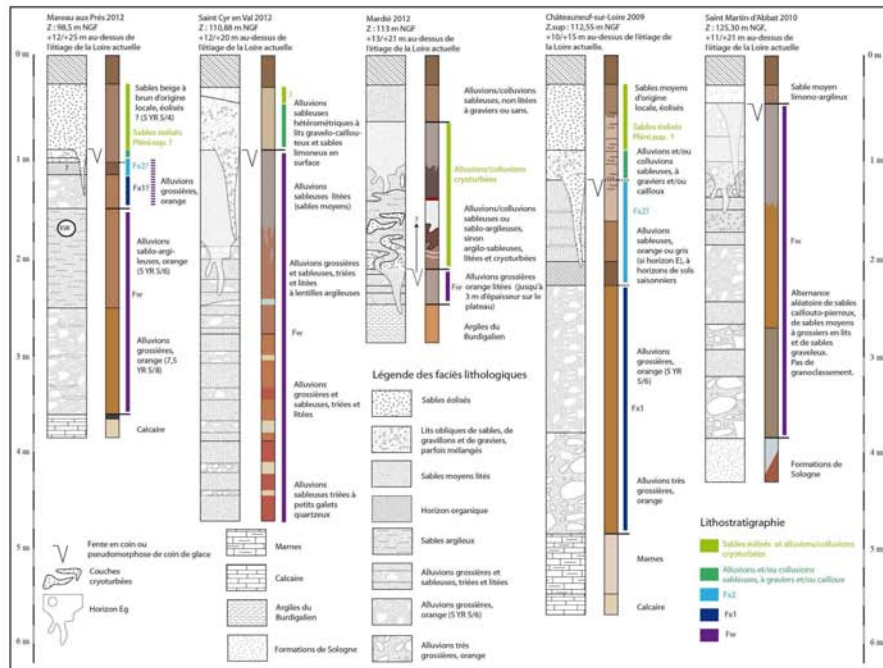 Mareau aux Prés 2012
Z : 98,5 m NGF
+12/+25 m au-dessus de l'étiage
de la Loire actuelle
Saint Cyr en Val 2012
Z : 110,88 m NGF
+12/+20 m au-dessus de
l'étiage de la Loire actuelle.
Mardié 2012
Z : 113 m NGF
+13/+21 m au-dessus de
l'étiage de la Loire actuelle.
Châteauneuf-sur-Loire 2009
Z.sup : 112,55 m NGF
+10/+15 m au-dessus de l'étiage de
la Loire actuelle.
Saint Martin d'Abbat 2010
Z : 125,30 m NGF,
+11/+21 m au-dessus de
l'étiage de la Loire actuelle.
0 m
1 m
2 m
3 m
4 m
5 m
6 m
Sables beige à
brun d'origine
locale, éolisés
? (5 YR 5/4)
Sables éolisés
Pléni.sup. ?
?
Fx2?
Fx1?
Alluvions
grossières,
orange
Alluvions
sablo-argi-
leuses, orange
(5 YR 5/6)
Fw
Alluvions
grossières,
orange (7,5
YR 5/8)
Calcaire
?
Alluvions
sableuses
hétérométriques à
lits gravelo-caillou-
teux et sables
limoneux en
surface
Alluvions
sableuses litées
(sables moyens)
Alluvions grossières
et sableuses, triées
et litées
à lentilles argileuses
Fw
Alluvions
grossières et
sableuses, triées et
litées
Alluvions
sableuses triées à
petits galets
quartzeux
Alluvions/colluvions
sableuses, non litées
à graviers ou sans.
Alluvions/colluvions
cryoturbées
Alluvions/colluvions
sableuses ou
sablo-argileuses,
sinon
argilo-sableuses,
litées et cryoturbées
?
Fw
Alluvions grossières
orange litées (jusqu'à
3 m d'épaisseur sur le
plateau)
Argiles du
Burdigalien
Sables moyens
d'origine
locale, éolisés
Sables éolisés
Pléni.sup. ?
Alluvions et/ou
colluvions
sableuses, à
graviers et/ou
cailloux
Fx2?
Alluvions
sableuses,
orange ou gris
(si horizon E), à
horizons de sols
saisonniers
Alluvions
grossières,
orange (5 YR
5/6)
Fx1
Alluvions très
grossières,
orange
Marnes
Calcaire
Sable moyen
limono-argileux
Fw
Alternance
aléatoire de sables
caillouto-pierreux,
de sables moyens
à grossiers en lits
et de sables
graveleux.
Pas de
granoclassement.
Formations de
Sologne
0 m
1 m
2 m
3 m
4 m
5 m
6 m
Légende des faciès lithologiques
Sables éolisés
Lits obliques de sables, de
gravillons et de graviers,
parfois mélangés
Sables moyens lités
Horizon organique
Sables argileux
Alluvions grossières et
sableuses, triées et litées
Alluvions grossières,
orange (5 YR 5/6)
Alluvions très
grossières, orange
Fente en coin ou
pseudomorphose de coin de glace
Couches
cryoturbées
Horizon Eg
Marnes
Calcaire
Argiles du
Burdigalien
Formations de Sologne
Lithostratigraphie
Sables éolisés et alluvions/colluvions
cryoturbées
Alluvions et/ou colluvions
sableuses, à graviers et/ou cailloux
Fx2
Fx1
Fw